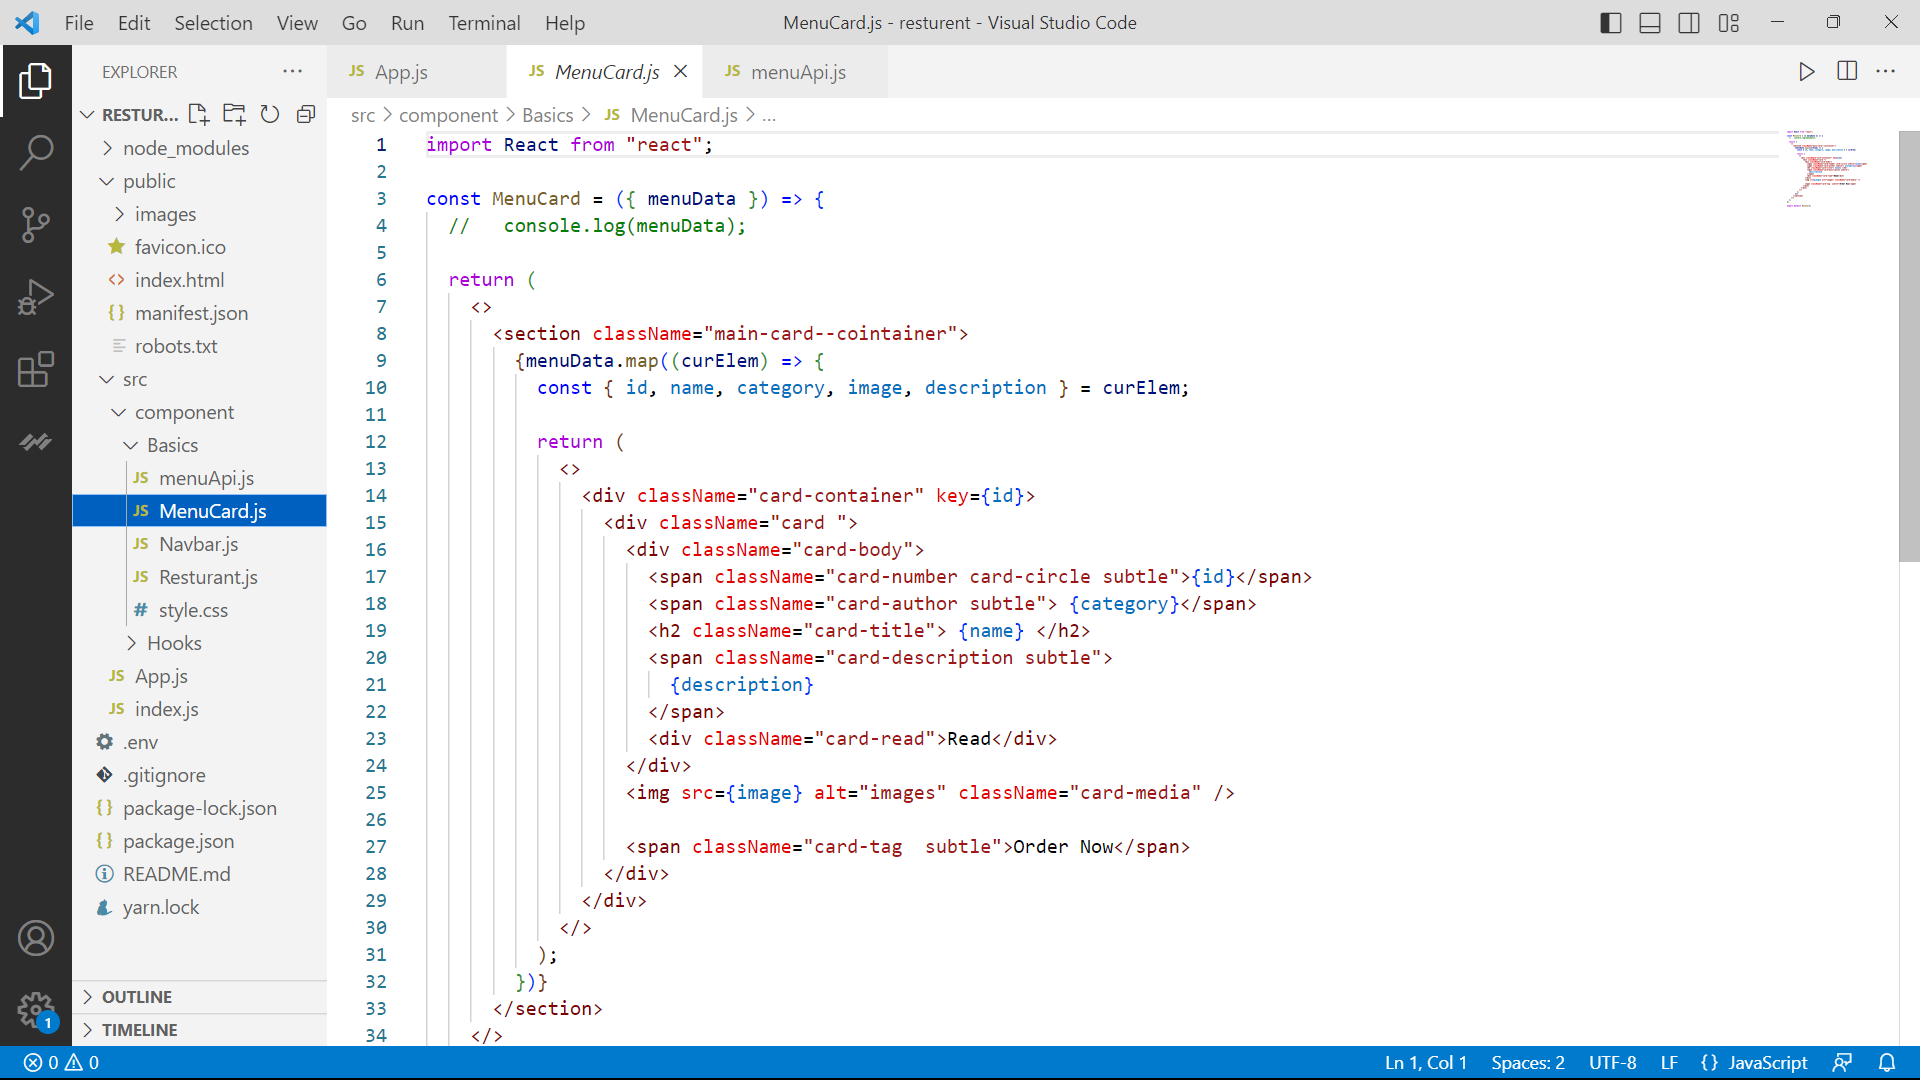 File Edit Selection View Go Run Terminal Help
MenuCard.js - resturent - Visual Studio Code
EXPLORER
RESTUR...
node_modules
public
images
favicon.ico
index.html
manifest.json
robots.txt
src
component
Basics
JS menuApi.js
JS MenuCard.js
JS Navbar.js
JS Resturant.js
# style.css
Hooks
JS App.js
JS index.js
.env
.gitignore
{} package-lock.json
{} package.json
README.md
yarn.lock
OUTLINE
TIMELINE
1
JS App.js
JS MenuCard.js
JS menuApi.js
src > component > Basics > JS MenuCard.js > ...
1 import React from "react";
2
3 const MenuCard = ({ menuData }) => {
4 //   console.log(menuData);
5
6 return (
7 <>
8 <section className="main-card--cointainer">
9 {menuData.map((curElem) => {
10 const { id, name, category, image, description } = curElem;
11
12 return (
13 <>
14 <div className="card-container" key={id}>
15 <div className="card ">
16 <div className="card-body">
17 <span className="card-number card-circle subtle">{id}</span>
18 <span className="card-author subtle"> {category}</span>
19 <h2 className="card-title"> {name} </h2>
20 <span className="card-description subtle">
21 {description}
22 </span>
23 <div className="card-read">Read</div>
24 </div>
25 <img src={image} alt="images" className="card-media" />
26
27 <span className="card-tag  subtle">Order Now</span>
28 </div>
29 </div>
30 </>
31 );
32 })}
33 </section>
34 </>
0 0
Ln 1, Col 1
Spaces: 2
UTF-8
LF
{} JavaScript